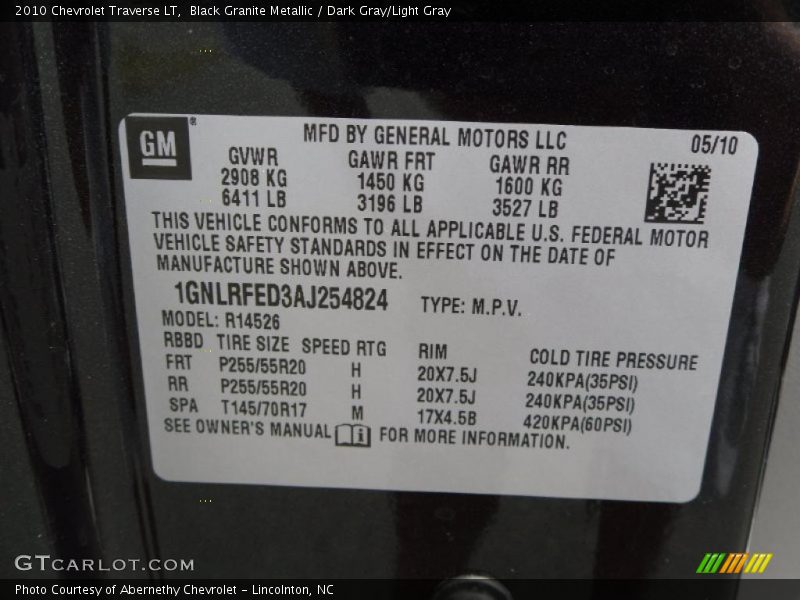 2010 Chevrolet Traverse LT, Black Granite Metallic / Dark Gray/Light Gray
GM ®
MFD BY GENERAL MOTORS LLC 05/10
GVWR GAWR FRT GAWR RR
2908 KG 1450 KG 1600 KG
6411 LB 3196 LB 3527 LB
THIS VEHICLE CONFORMS TO ALL APPLICABLE U.S. FEDERAL MOTOR
VEHICLE SAFETY STANDARDS IN EFFECT ON THE DATE OF
MANUFACTURE SHOWN ABOVE.
1GNLRFED3AJ254824 TYPE: M.P.V.
MODEL: R14526
RBBD TIRE SIZE SPEED RTG RIM COLD TIRE PRESSURE
FRT P255/55R20 H 20X7.5J 240KPA(35PSI)
RR P255/55R20 H 20X7.5J 240KPA(35PSI)
SPA T145/70R17 M 17X4.5B 420KPA(60PSI)
SEE OWNER'S MANUAL FOR MORE INFORMATION.
GTCARLOT.COM
Photo Courtesy of Abernethy Chevrolet – Lincolnton, NC